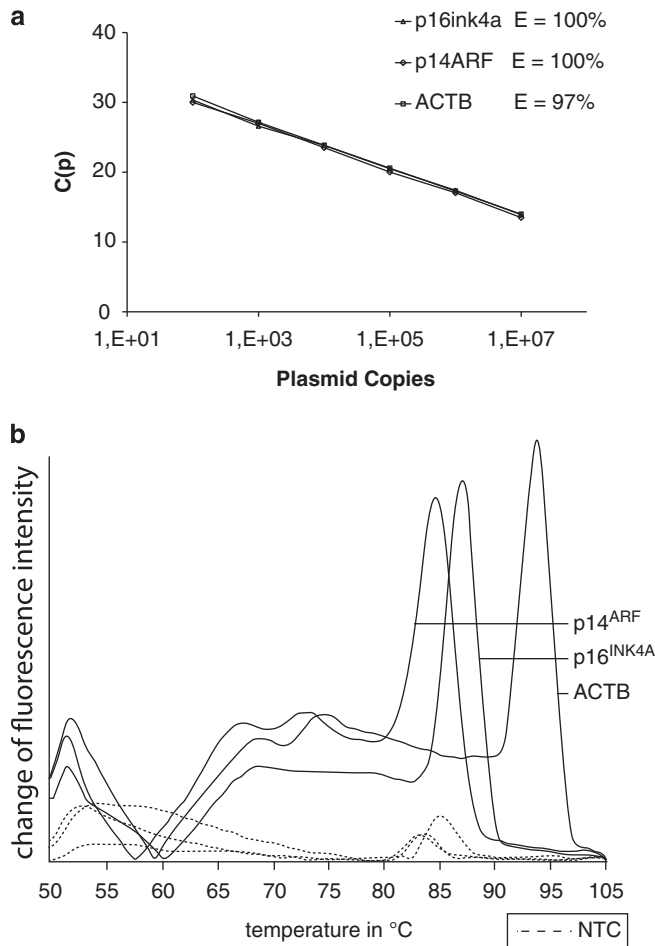 a
p16ink4a E = 100%
p14ARF E = 100%
ACTB E = 97%
C(p)
40
30
20
10
0
1,E+01 1,E+03 1,E+05 1,E+07
Plasmid Copies
b
change of fluorescence intensity
p14ARF
p16INK4A
ACTB
50 55 60 65 70 75 80 85 90 95 105
temperature in °C
NTC